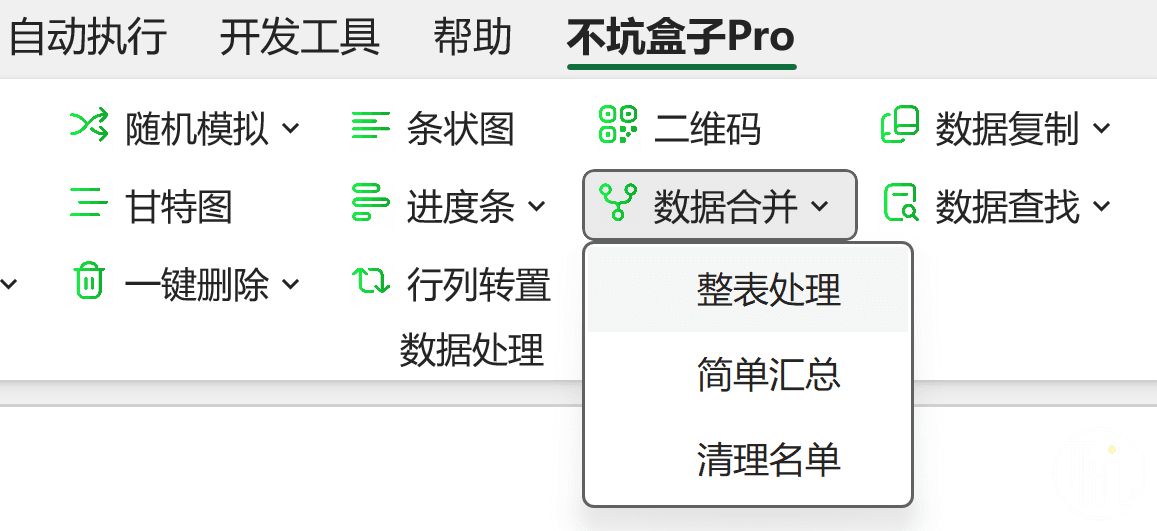 自动执行 开发工具 帮助 不坑盒子Pro
随机模拟 条状图 二维码 数据复制
甘特图 进度条 数据合并 数据查找
一键删除 行列转置 整表处理
数据处理
简单汇总
清理名单